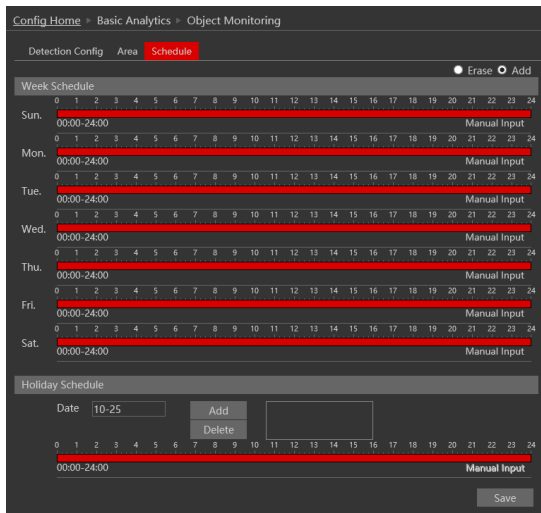 Config Home ▸ Basic Analytics ▸ Object Monitoring
Detection Config Area Schedule
Erase Add
Week Schedule
0 1 2 3 4 5 6 7 8 9 10 11 12 13 14 15 16 17 18 19 20 21 22 23 24
Sun.
00:00-24:00 Manual Input
0 1 2 3 4 5 6 7 8 9 10 11 12 13 14 15 16 17 18 19 20 21 22 23 24
Mon.
00:00-24:00 Manual Input
0 1 2 3 4 5 6 7 8 9 10 11 12 13 14 15 16 17 18 19 20 21 22 23 24
Tue.
00:00-24:00 Manual Input
0 1 2 3 4 5 6 7 8 9 10 11 12 13 14 15 16 17 18 19 20 21 22 23 24
Wed.
00:00-24:00 Manual Input
0 1 2 3 4 5 6 7 8 9 10 11 12 13 14 15 16 17 18 19 20 21 22 23 24
Thu.
00:00-24:00 Manual Input
0 1 2 3 4 5 6 7 8 9 10 11 12 13 14 15 16 17 18 19 20 21 22 23 24
Fri.
00:00-24:00 Manual Input
0 1 2 3 4 5 6 7 8 9 10 11 12 13 14 15 16 17 18 19 20 21 22 23 24
Sat.
00:00-24:00 Manual Input
Holiday Schedule
Date 10-25 Add
Delete
0 1 2 3 4 5 6 7 8 9 10 11 12 13 14 15 16 17 18 19 20 21 22 23 24
00:00-24:00 Manual Input
Save